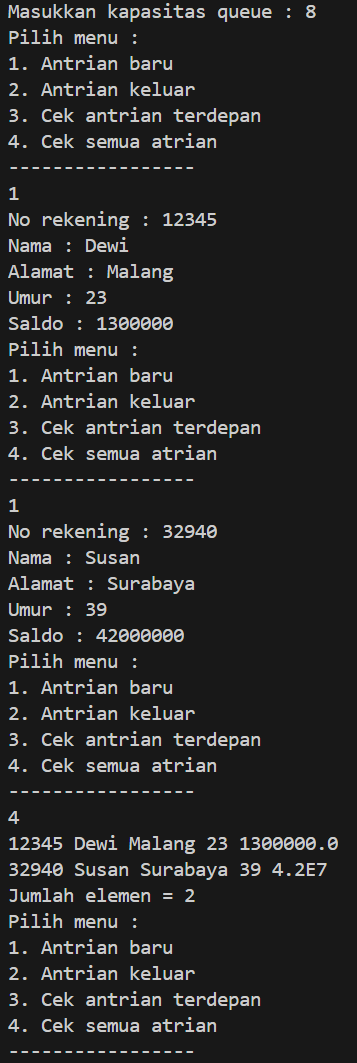 Masukkan kapasitas queue : 8
Pilih menu :
1. Antrian baru
2. Antrian keluar
3. Cek antrian terdepan
4. Cek semua atrian
-----------------
1
No rekening : 12345
Nama : Dewi
Alamat : Malang
Umur : 23
Saldo : 1300000
Pilih menu :
1. Antrian baru
2. Antrian keluar
3. Cek antrian terdepan
4. Cek semua atrian
-----------------
1
No rekening : 32940
Nama : Susan
Alamat : Surabaya
Umur : 39
Saldo : 42000000
Pilih menu :
1. Antrian baru
2. Antrian keluar
3. Cek antrian terdepan
4. Cek semua atrian
-----------------
4
12345 Dewi Malang 23 1300000.0
32940 Susan Surabaya 39 4.2E7
Jumlah elemen = 2
Pilih menu :
1. Antrian baru
2. Antrian keluar
3. Cek antrian terdepan
4. Cek semua atrian
-----------------